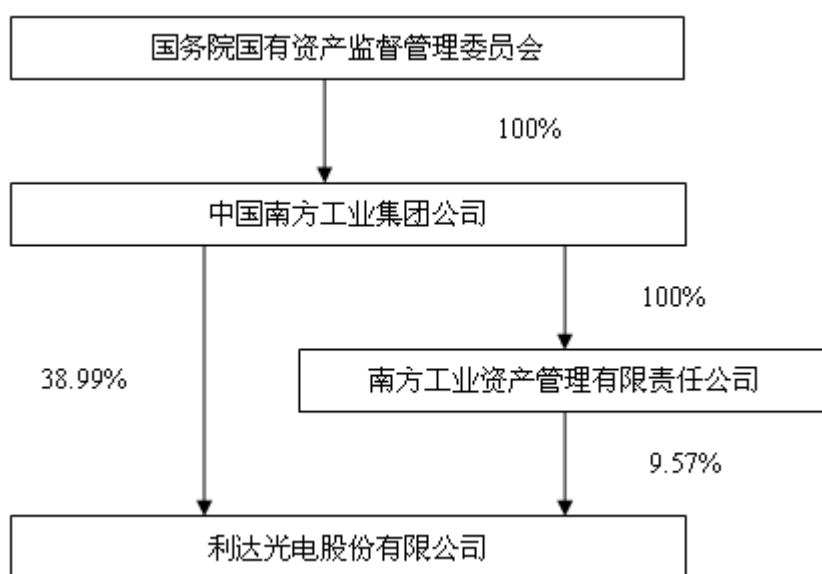 国务院国有资产监督管理委员会
100%
中国南方工业集团公司
100%
38.99%
南方工业资产管理有限责任公司
9.57%
利达光电股份有限公司